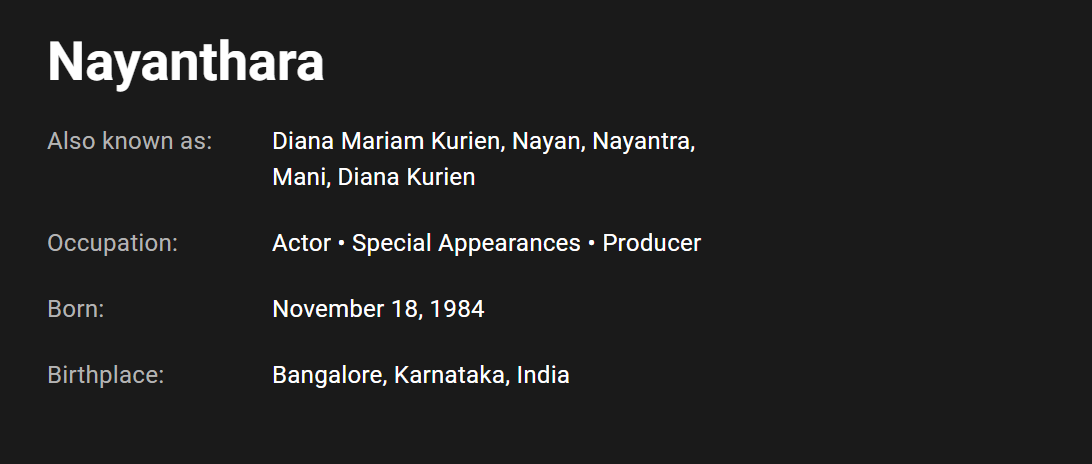 Nayanthara
Also known as: Diana Mariam Kurien, Nayan, Nayantra,
Mani, Diana Kurien
Occupation: Actor • Special Appearances • Producer
Born: November 18, 1984
Birthplace: Bangalore, Karnataka, India